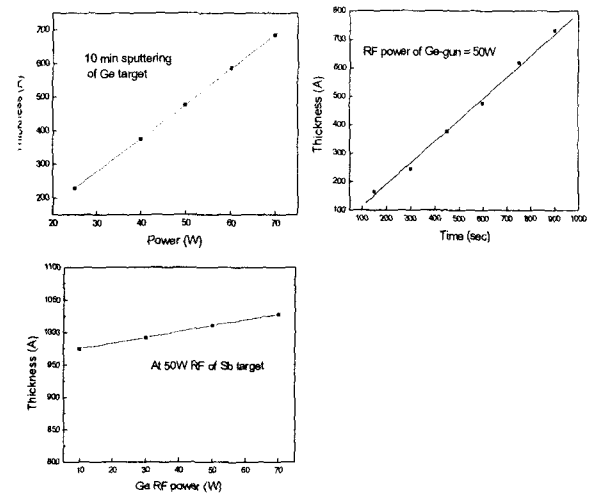 700
600
500
400
300
200
10 min sputtering
of Ge target
20 30 40 50 60 70
Power (W)
800
700
600
500
400
300
200
100
Thickness (A)
RF power of Ge-gun = 50W
100 200 300 400 500 600 700 800 900 1000
Time (sec)
1100
1050
1000
950
900
850
800
Thickness (A)
At 50W RF of Sb target
10 20 30 40 50 60 70
Ge RF power (W)